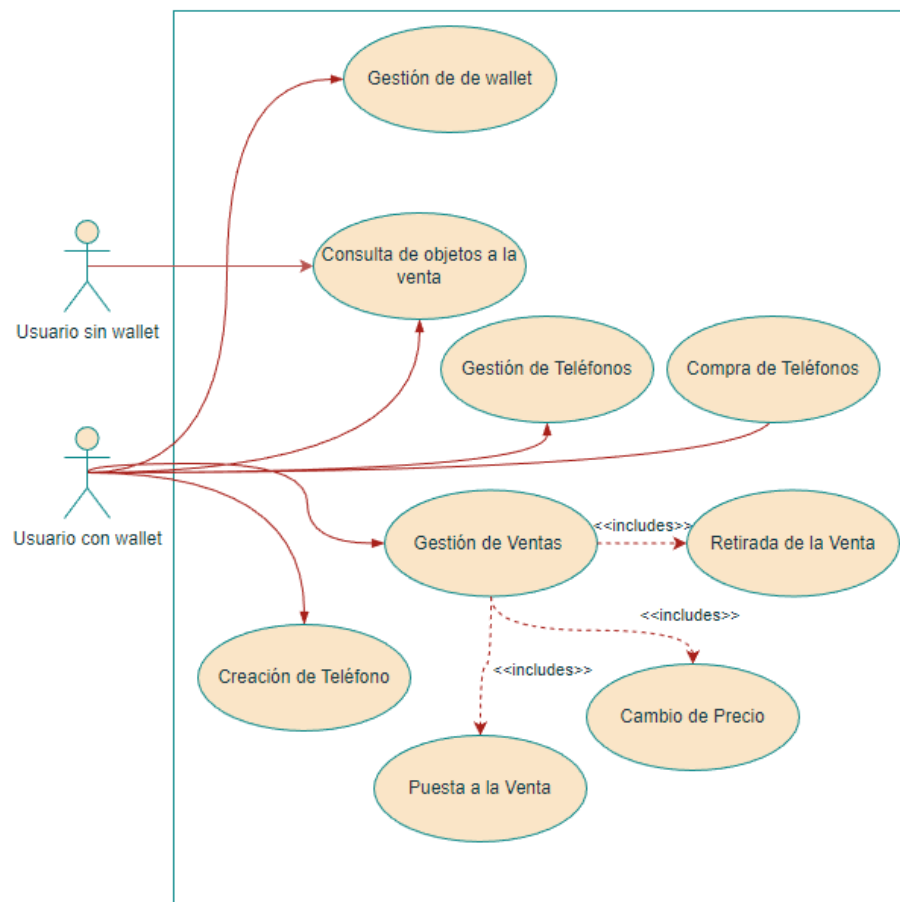 Gestión de de wallet
Consulta de objetos a la
venta
Usuario sin wallet
Gestión de Teléfonos
Compra de Teléfonos
Usuario con wallet
Gestión de Ventas
<<includes>>
Retirada de la Venta
<<includes>>
<<includes>>
Creación de Teléfono
Cambio de Precio
Puesta a la Venta